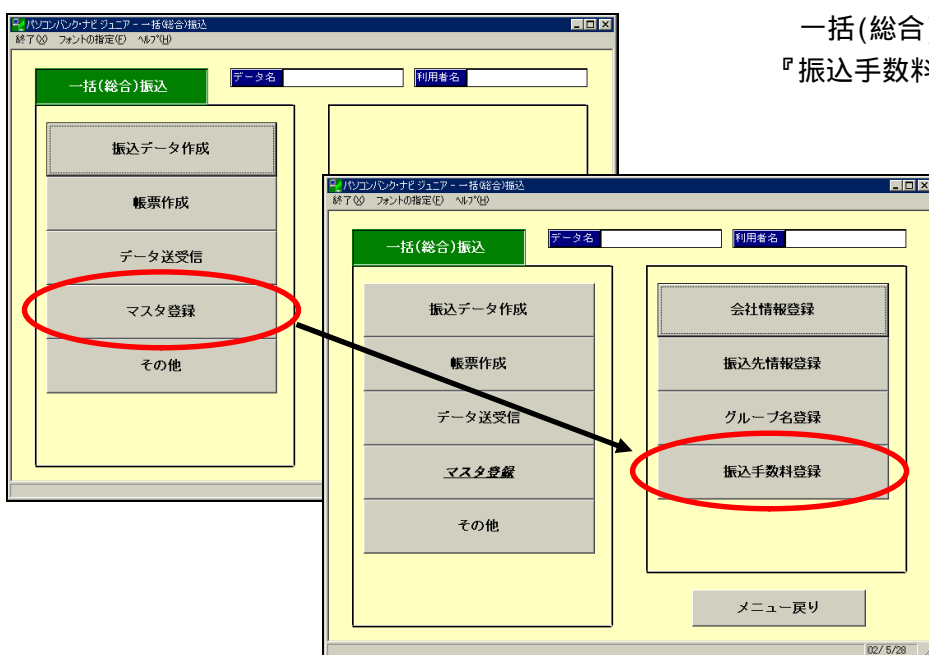 一括(総合)
『振込手数料
パソコンバンク・ナビ ジュニア - 一括(総合)振込
終了(X) フォントの指定(F) ヘルプ(H)
一括(総合)振込 データ名 利用者名
振込データ作成
帳票作成
データ送受信
マスタ登録
その他
パソコンバンク・ナビ ジュニア - 一括(総合)振込
終了(X) フォントの指定(F) ヘルプ(H)
一括(総合)振込 データ名 利用者名
振込データ作成 会社情報登録
帳票作成 振込先情報登録
データ送受信 グループ名登録
マスタ登録 振込手数料登録
その他
メニュー戻り
02/ 5/28